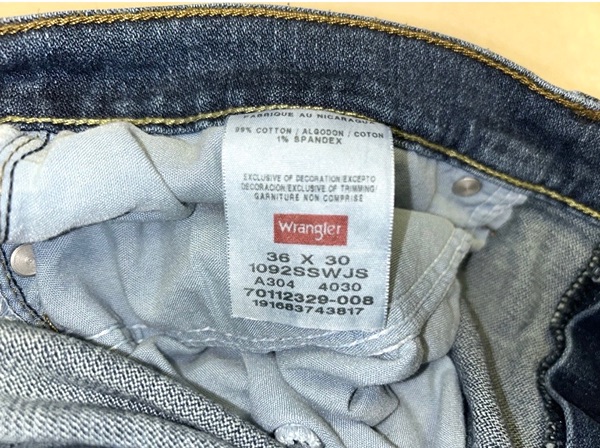 FABRIQUE AU NICARAGUA
99% COTTON / ALGODON / COTON
1% SPANDEX
EXCLUSIVE OF DECORATION/EXCEPTO
DECORACION/EXCLUSIVE OF TRIMMING/
GARNITURE NON COMPRISE
Wrangler
36 X 30
1092SSWJS
A304 4030
70112329-008
191683743817